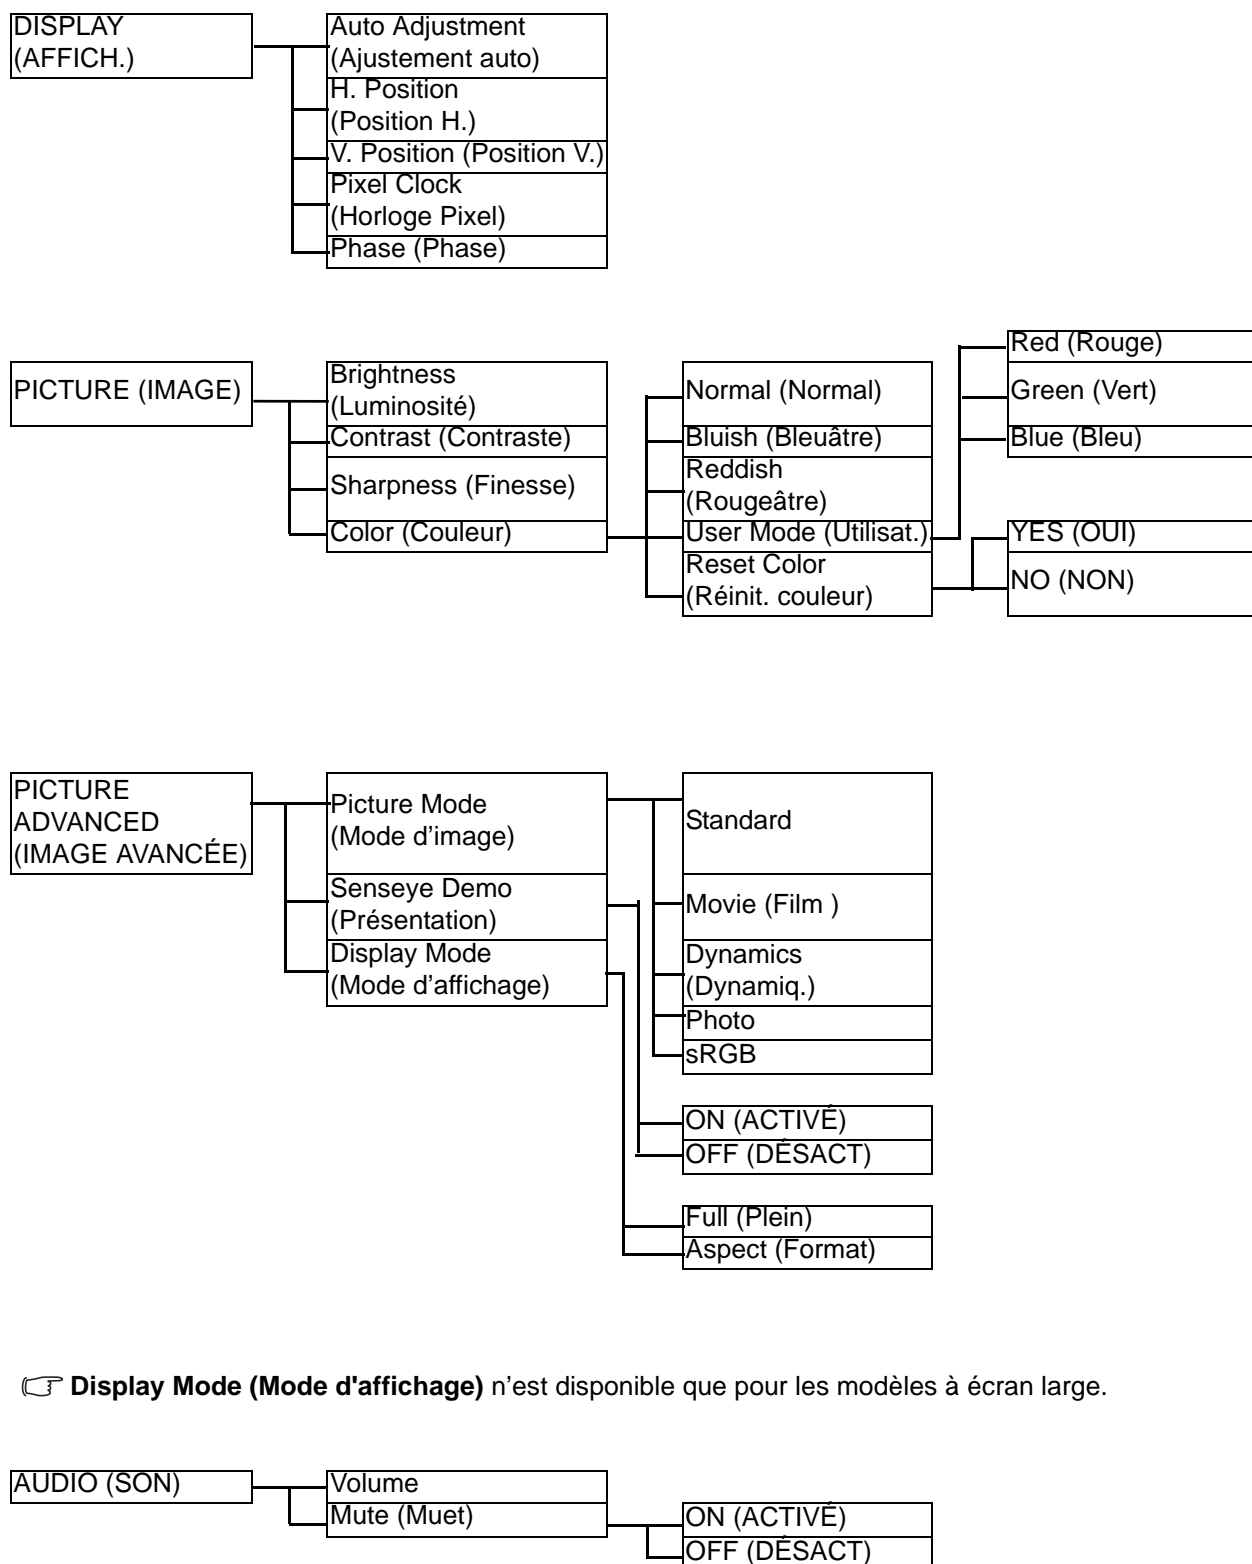 DISPLAY
(AFFICH.)
Auto Adjustment
(Ajustement auto)
H. Position
(Position H.)
V. Position (Position V.)
Pixel Clock
(Horloge Pixel)
Phase (Phase)
PICTURE (IMAGE)
Brightness
(Luminosité)
Contrast (Contraste)
Sharpness (Finesse)
Color (Couleur)
Normal (Normal)
Bluish (Bleuâtre)
Reddish
(Rougeâtre)
User Mode (Utilisat.)
Reset Color
(Réinit. couleur)
Red (Rouge)
Green (Vert)
Blue (Bleu)
YES (OUI)
NO (NON)
PICTURE
ADVANCED
(IMAGE AVANCÉE)
Picture Mode
(Mode d’image)
Senseye Demo
(Présentation)
Display Mode
(Mode d’affichage)
Standard
Movie (Film )
Dynamics
(Dynamiq.)
Photo
sRGB
ON (ACTIVÉ)
OFF (DÉSACT)
Full (Plein)
Aspect (Format)
Display Mode (Mode d'affichage) n’est disponible que pour les modèles à écran large.
AUDIO (SON)
Volume
Mute (Muet)
ON (ACTIVÉ)
OFF (DÉSACT)